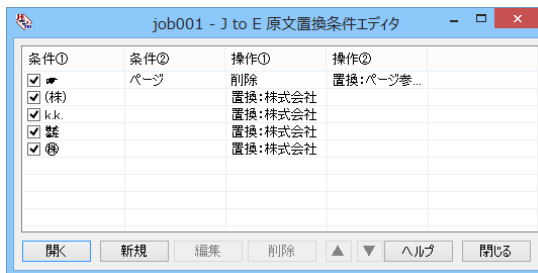 job001 - J to E 原文置換条件エディタ
条件① 条件② 操作① 操作②
☛ ページ 削除 置換:ページ参...
(株) 置換:株式会社
k.k. 置換:株式会社
置換:株式会社
㊑ 置換:株式会社
開く 新規 編集 削除 ▲ ▼ ヘルプ 閉じる